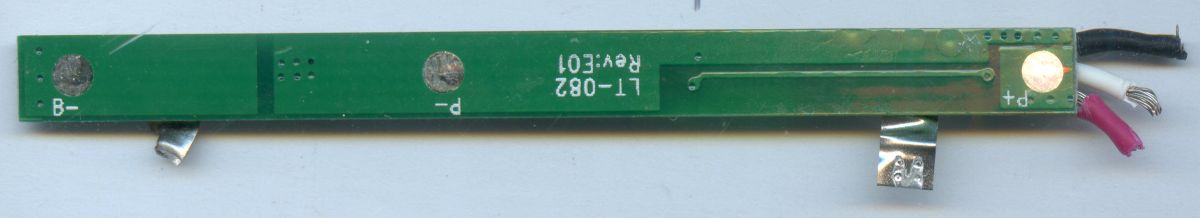 B-
P-
LT-082
Rev:E01
P+